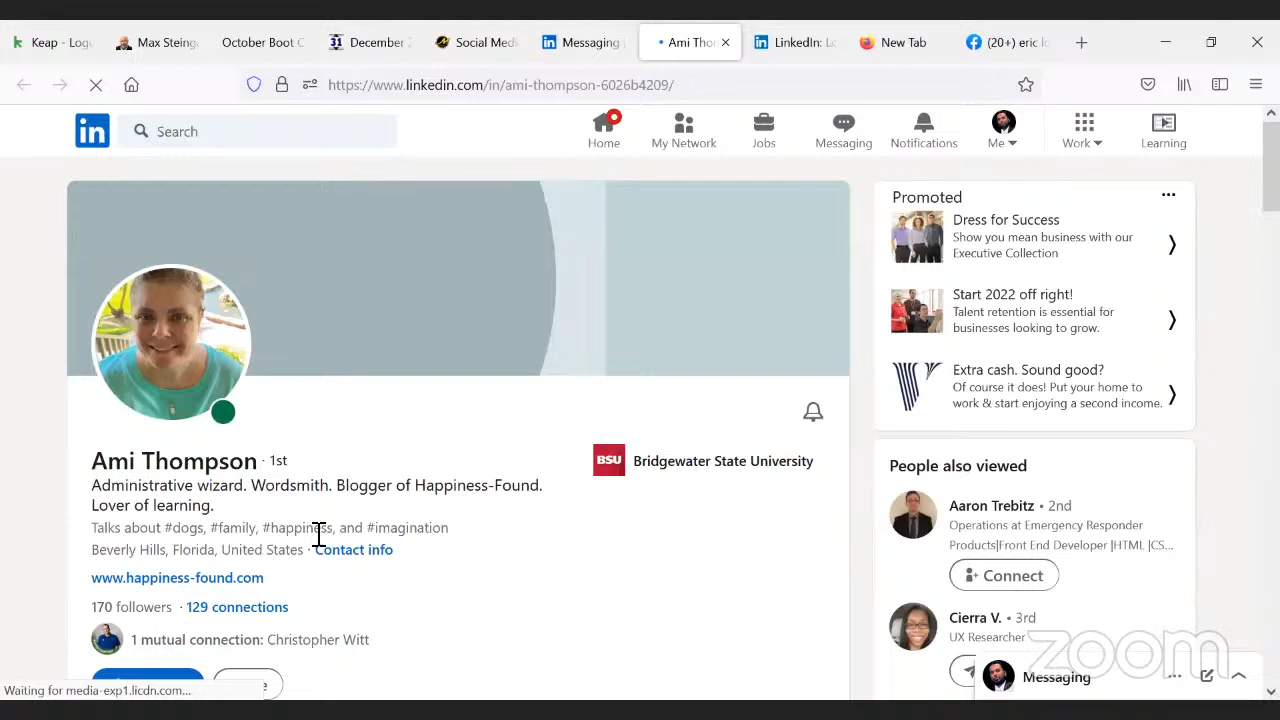 Keap - Log
Max Steing
October Boot C
31 December
Social Medi
Messaging
Ami Tho
LinkedIn: Lo
New Tab
(20+) eric lo
https://www.linkedin.com/in/ami-thompson-6026b4209/
in Search
Home
My Network
Jobs
Messaging
Notifications
Me
Work
Learning
Promoted
Dress for Success
Show you mean business with our
Executive Collection
Start 2022 off right!
Talent retention is essential for
businesses looking to grow.
Extra cash. Sound good?
Of course it does! Put your home to
work & start enjoying a second income.
Ami Thompson · 1st
BSU Bridgewater State University
Administrative wizard. Wordsmith. Blogger of Happiness-Found.
Lover of learning.
Talks about #dogs, #family, #happiness, and #imagination
Beverly Hills, Florida, United States · Contact info
www.happiness-found.com
170 followers · 129 connections
1 mutual connection: Christopher Witt
People also viewed
Aaron Trebitz • 2nd
Operations at Emergency Responder
Products|Front End Developer |HTML |CS...
Connect
Cierra V. • 3rd
UX Researcher
zoom
Messaging
Waiting for media-exp1.licdn.com...